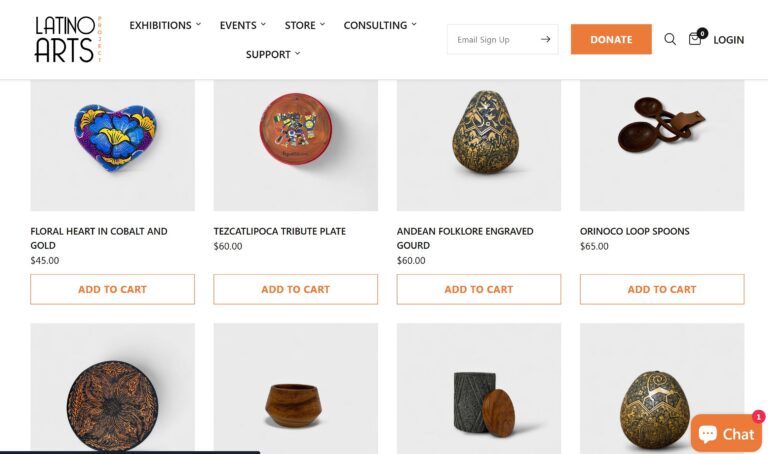 LATINO
ARTS
PROJECT
EXHIBITIONS
EVENTS
STORE
CONSULTING
SUPPORT
Email Sign Up
DONATE
0
LOGIN
FLORAL HEART IN COBALT AND
GOLD
$45.00
ADD TO CART
TEZCATLIPOCA TRIBUTE PLATE
$60.00
ADD TO CART
ANDEAN FOLKLORE ENGRAVED
GOURD
$60.00
ADD TO CART
ORINOCO LOOP SPOONS
$65.00
ADD TO CART
Chat
1